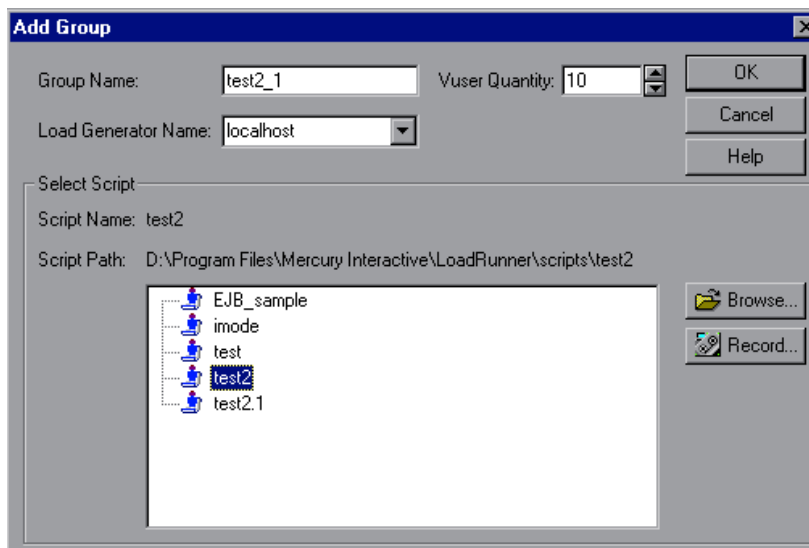 Add Group
Group Name: test2_1 Vuser Quantity: 10 OK
Load Generator Name: localhost Cancel
Help
Select Script
Script Name: test2
Script Path: D:\Program Files\Mercury Interactive\LoadRunner\scripts\test2
EJB_sample Browse...
imode
test Record...
test2
test2.1